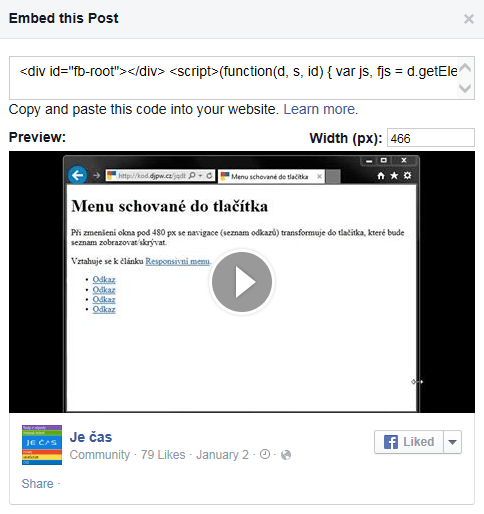 Embed this Post
<div id="fb-root"></div> <script>(function(d, s, id) { var js, fjs = d.getEle
Copy and paste this code into your website. Learn more.
Preview: Width (px): 466
http://kod.djpw.cz/jqdb Menu schované do tlačítka
Menu schované do tlačítka
Při zmenšení okna pod 480 px se navigace (seznam odkazů) transformuje do tlačítka, které bude
seznam zobrazovat/skrývat.
Vztahuje se k článku Responsivní menu.
Odkaz
Odkaz
Odkaz
Odkaz
JE ČAS
Je čas
Community · 79 Likes · January 2 ·
Liked
Share ·